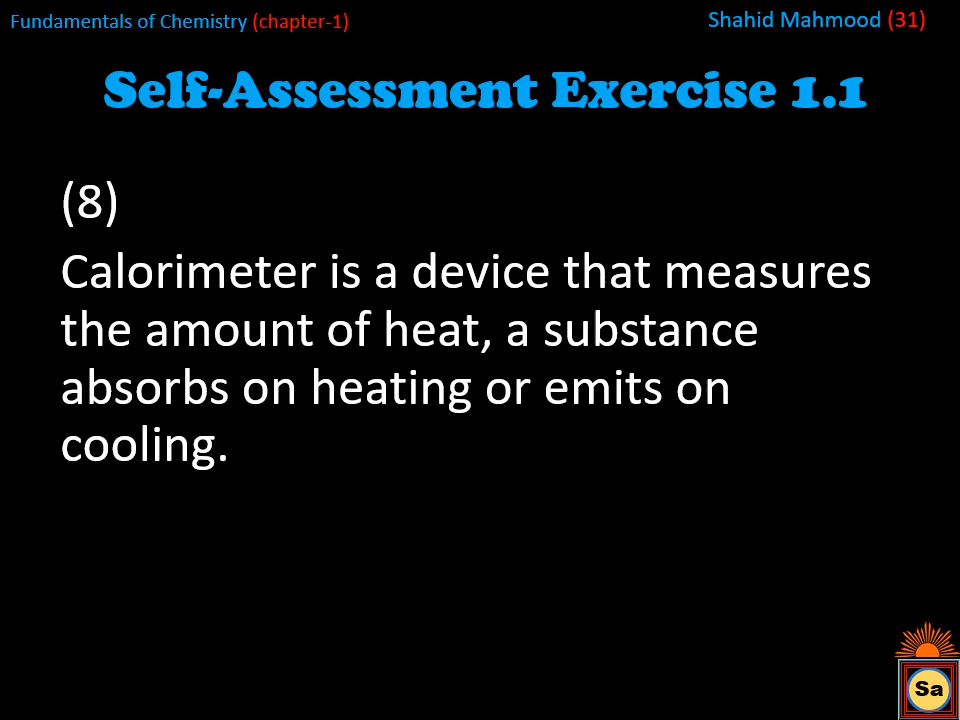 Fundamentals of Chemistry (chapter-1)
Shahid Mahmood (31)
Self-Assessment Exercise 1.1
(8)
Calorimeter is a device that measures
the amount of heat, a substance
absorbs on heating or emits on
cooling.
Sa